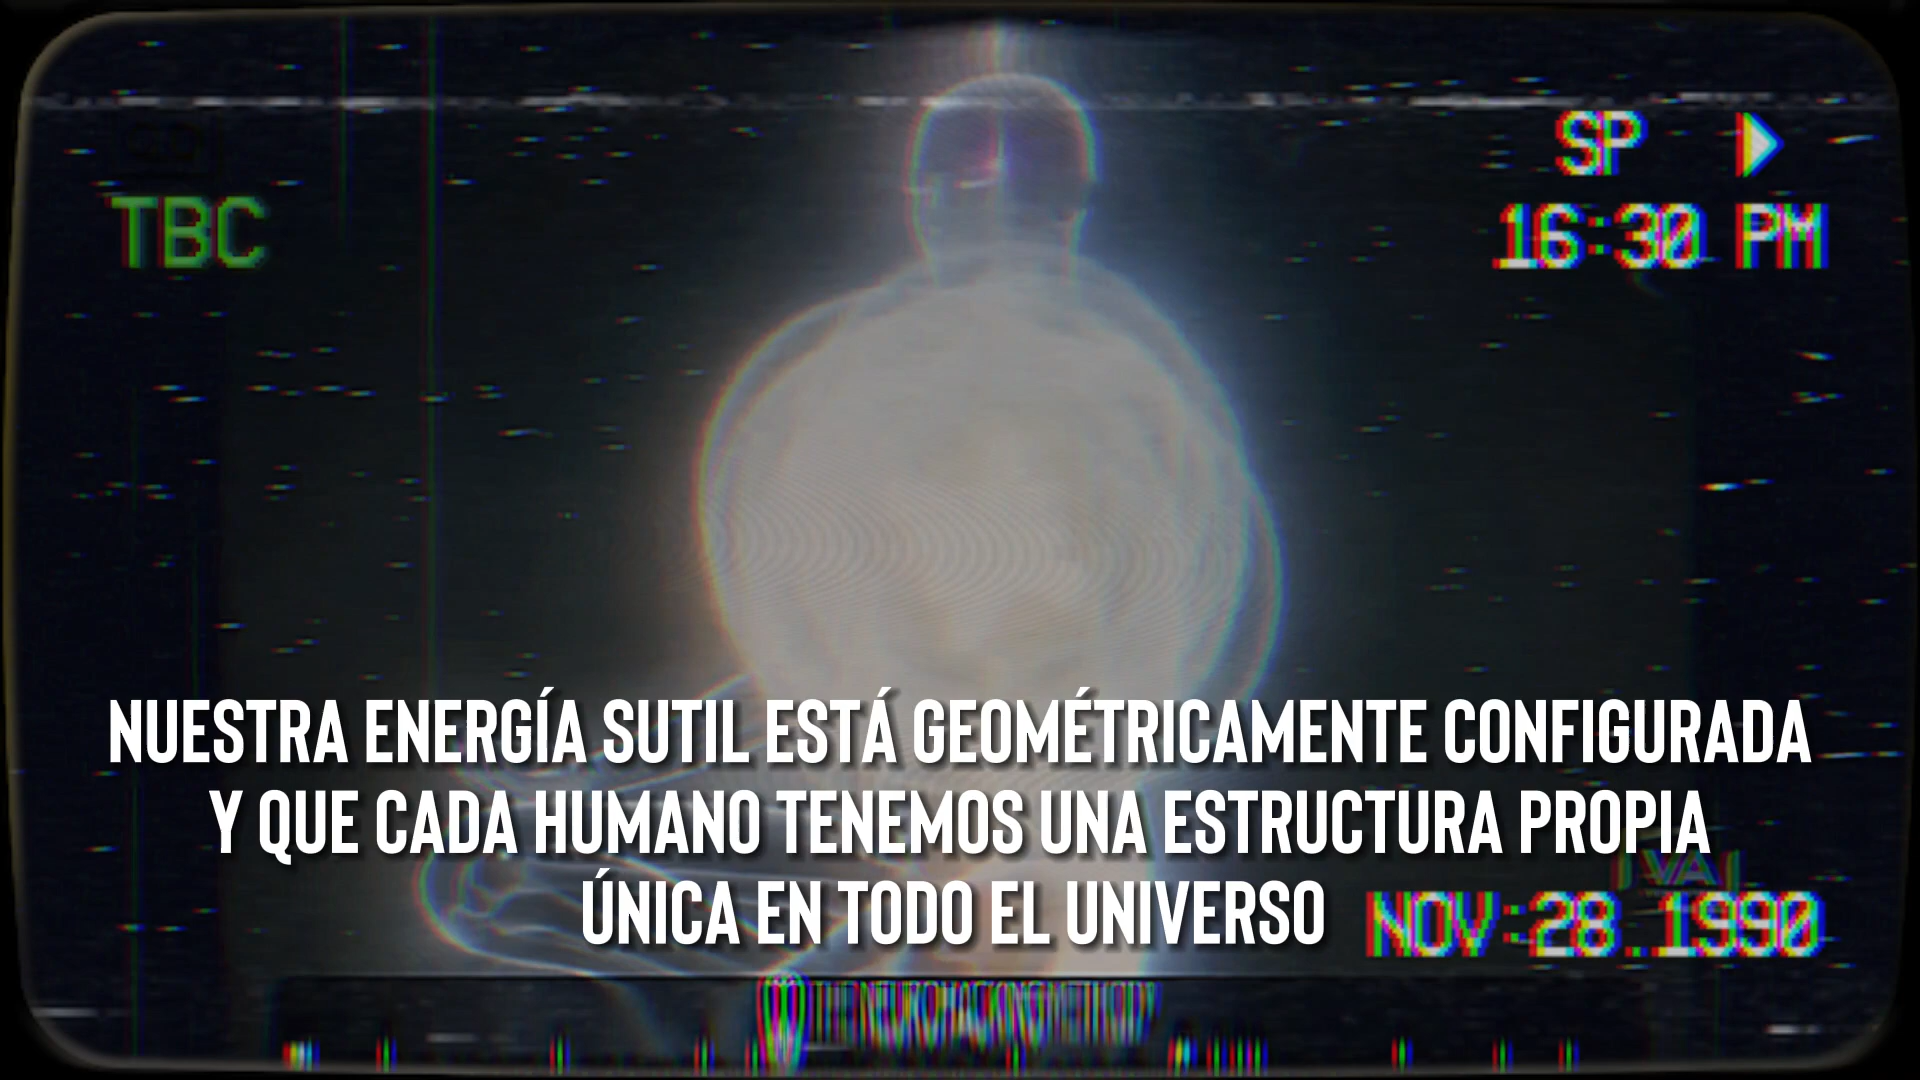 SP
TBC
16:30 PM
NUESTRA ENERGÍA SUTIL ESTÁ GEOMÉTRICAMENTE CONFIGURADA
Y QUE CADA HUMANO TENEMOS UNA ESTRUCTURA PROPIA
ÚNICA EN TODO EL UNIVERSO
NOV:28.1990